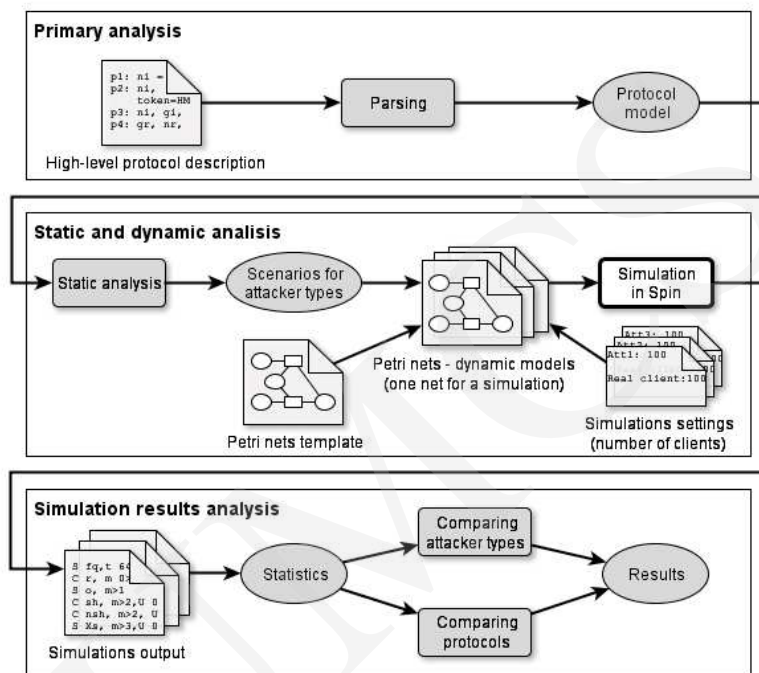 Primary analysis
p1: ni =
p2: ni,
token=HM
p3: ni, gi,
p4: gr, nr,
High-level protocol description
Parsing
Protocol
model
Static and dynamic analisis
Static analysis
Scenarios for
attacker types
Petri nets template
Petri nets - dynamic models
(one net for a simulation)
Simulation
in Spin
Att3: 100
Att1: 100
Real client:100
Simulations settings
(number of clients)
Simulation results analysis
S fq,t 64
C r, m 0>
S o, m>1
C sh, m>2,U 0
C nsh, m>2, U
S Xs, m>3,U 0
Simulations output
Statistics
Comparing
attacker types
Comparing
protocols
Results